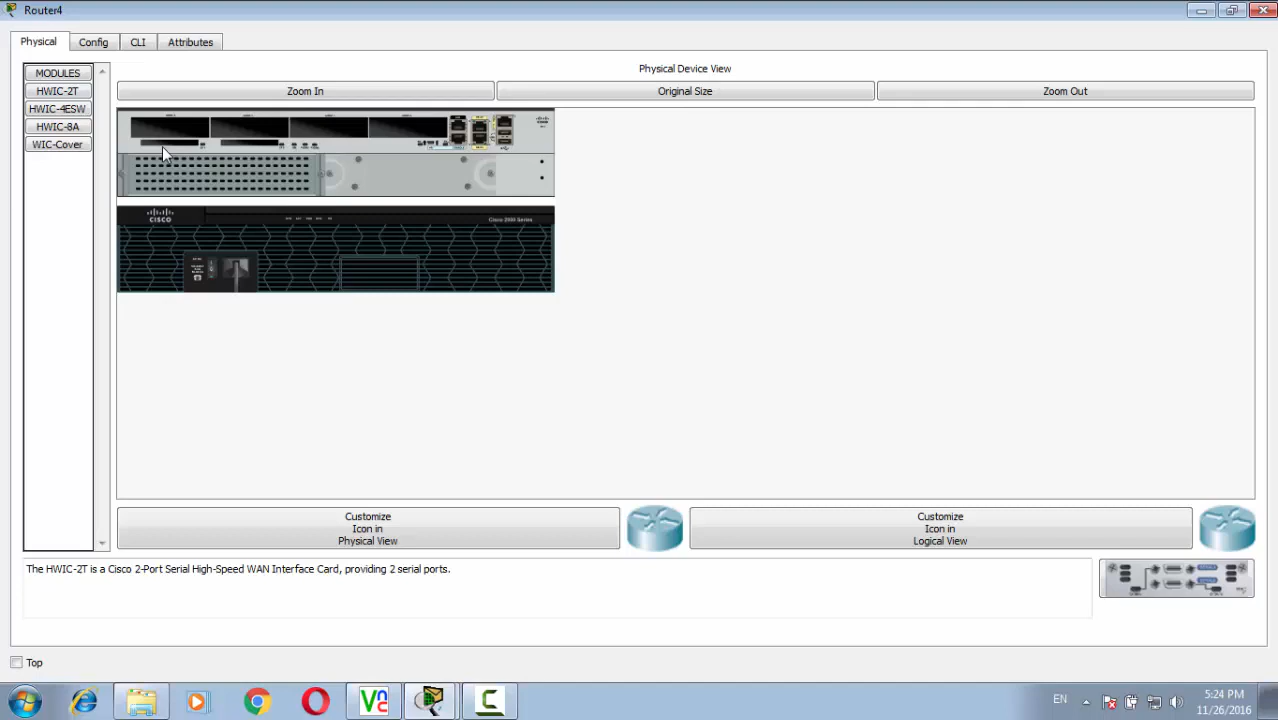 Router4
Physical
Config
CLI
Attributes
MODULES
HWIC-2T
HWIC-4ESW
HWIC-8A
WIC-Cover
Physical Device View
Zoom In
Original Size
Zoom Out
CISCO
Cisco 2900 Series
Customize
Icon in
Physical View
Customize
Icon in
Logical View
The HWIC-2T is a Cisco 2-Port Serial High-Speed WAN Interface Card, providing 2 serial ports.
Top
EN
5:24 PM
11/26/2016